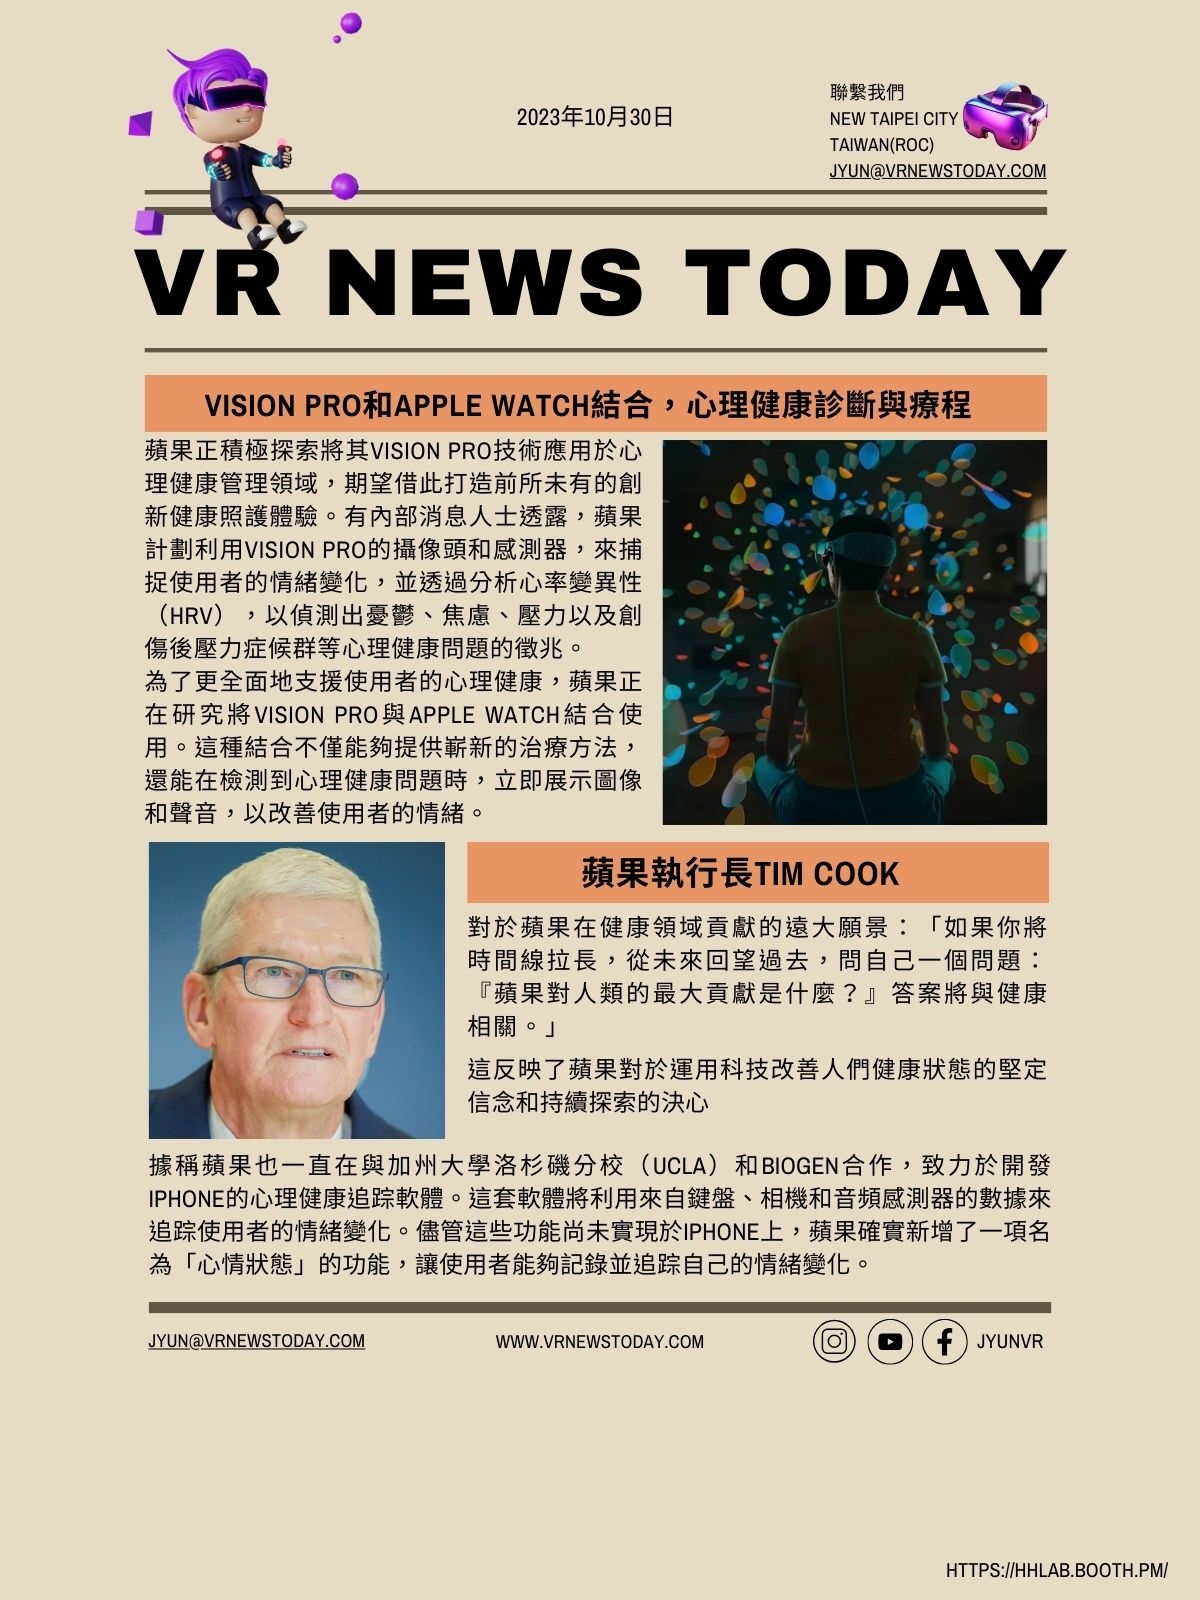 2023年10月30日
聯繫我們
NEW TAIPEI CITY
TAIWAN(ROC)
JYUN@VRNEWSTODAY.COM
VR NEWS TODAY
VISION PRO和APPLE WATCH結合，心理健康診斷與療程
蘋果正積極探索將其VISION PRO技術應用於心
理健康管理領域，期望借此打造前所未有的創
新健康照護體驗。有內部消息人士透露，蘋果
計劃利用VISION PRO的攝像頭和感測器，來捕
捉使用者的情緒變化，並透過分析心率變異性
（HRV），以偵測出憂鬱、焦慮、壓力以及創
傷後壓力症候群等心理健康問題的徵兆。
為了更全面地支援使用者的心理健康，蘋果正
在研究將VISION PRO與APPLE WATCH結合使
用。這種結合不僅能夠提供嶄新的治療方法，
還能在檢測到心理健康問題時，立即展示圖像
和聲音，以改善使用者的情緒。
蘋果執行長TIM COOK
對於蘋果在健康領域貢獻的遠大願景：「如果你將
時間線拉長，從未來回望過去，問自己一個問題：
『蘋果對人類的最大貢獻是什麼？』答案將與健康
相關。」
這反映了蘋果對於運用科技改善人們健康狀態的堅定
信念和持續探索的決心
據稱蘋果也一直在與加州大學洛杉磯分校（UCLA）和BIOGEN合作，致力於開發
IPHONE的心理健康追踪軟體。這套軟體將利用來自鍵盤、相機和音頻感測器的數據來
追踪使用者的情緒變化。儘管這些功能尚未實現於IPHONE上，蘋果確實新增了一項名
為「心情狀態」的功能，讓使用者能夠記錄並追踪自己的情緒變化。
JYUN@VRNEWSTODAY.COM
WWW.VRNEWSTODAY.COM
JYUNVR
HTTPS://HHLAB.BOOTH.PM/